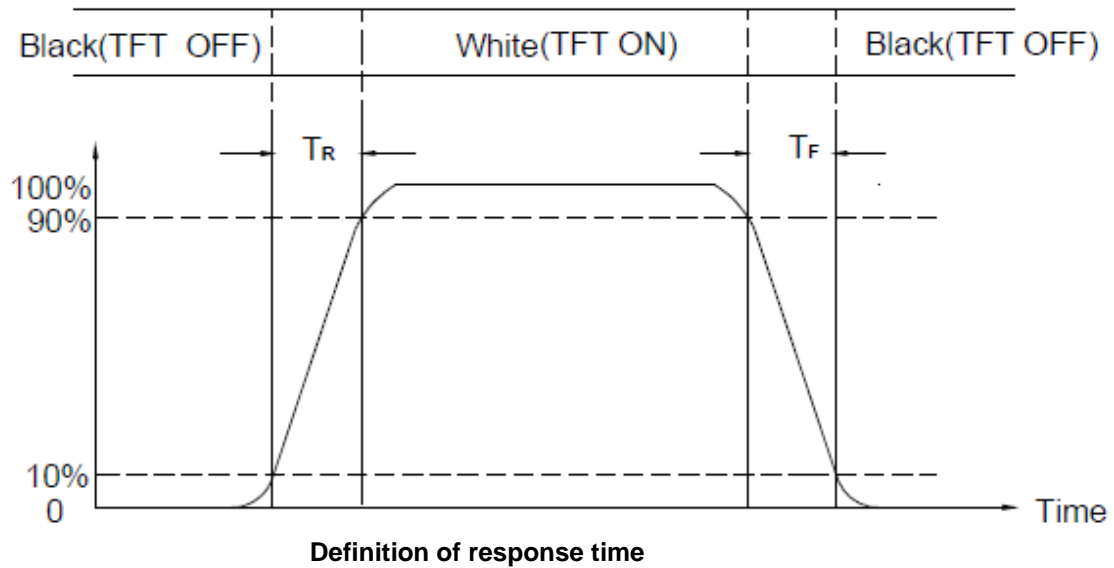 Black(TFT OFF) White(TFT ON) Black(TFT OFF)
TR TF
100%
90%
10%
0
Time
Definition of response time